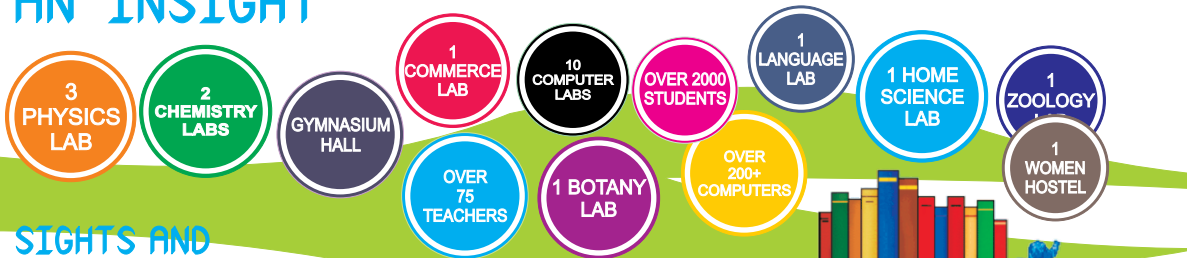 AN INSIGHT
3
PHYSICS
LAB
2
CHEMISTRY
LABS
GYMNASIUM
HALL
1
COMMERCE
LAB
10
COMPUTER
LABS
OVER 2000
STUDENTS
1
LANGUAGE
LAB
1 HOME
SCIENCE
LAB
1
ZOOLOGY
OVER
75
TEACHERS
1 BOTANY
LAB
OVER
200+
COMPUTERS
1
WOMEN
HOSTEL
SIGHTS AND